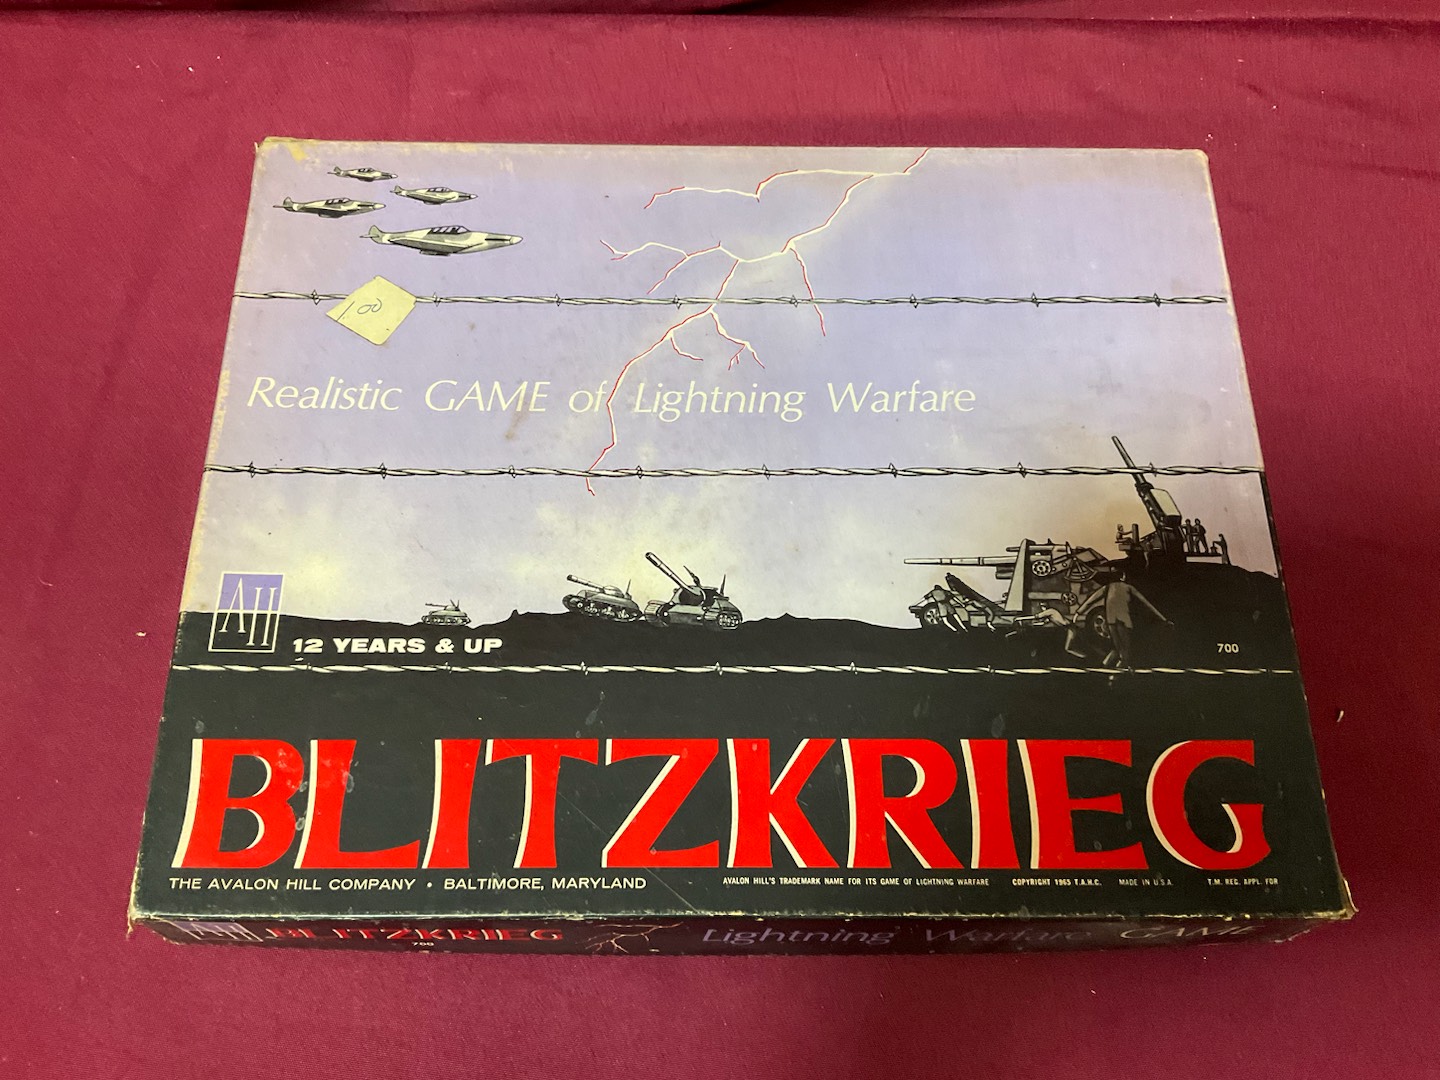 1.00
Realistic GAME of Lightning Warfare
AH
12 YEARS & UP
700
BLITZKRIEG
THE AVALON HILL COMPANY • BALTIMORE, MARYLAND
AVALON HILL'S TRADEMARK NAME FOR ITS GAME OF LIGHTNING WARFARE COPYRIGHT 1965 T.A.H.C. MADE IN U.S.A. T.M. REG. APPL. FOR
AH BLITZKRIEG Lightning Warfare GAME
700